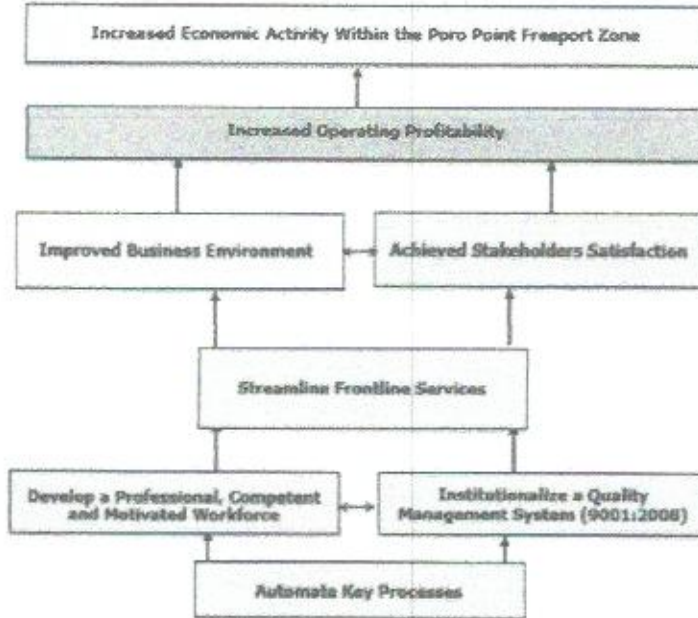 Increased Economic Activity Within the Poro Point Freeport Zone
Increased Operating Profitability
Improved Business Environment
Achieved Stakeholders Satisfaction
Streamline Frontline Services
Develop a Professional, Competent
and Motivated Workforce
Institutionalize a Quality
Management System (9001:2008)
Automate Key Processes